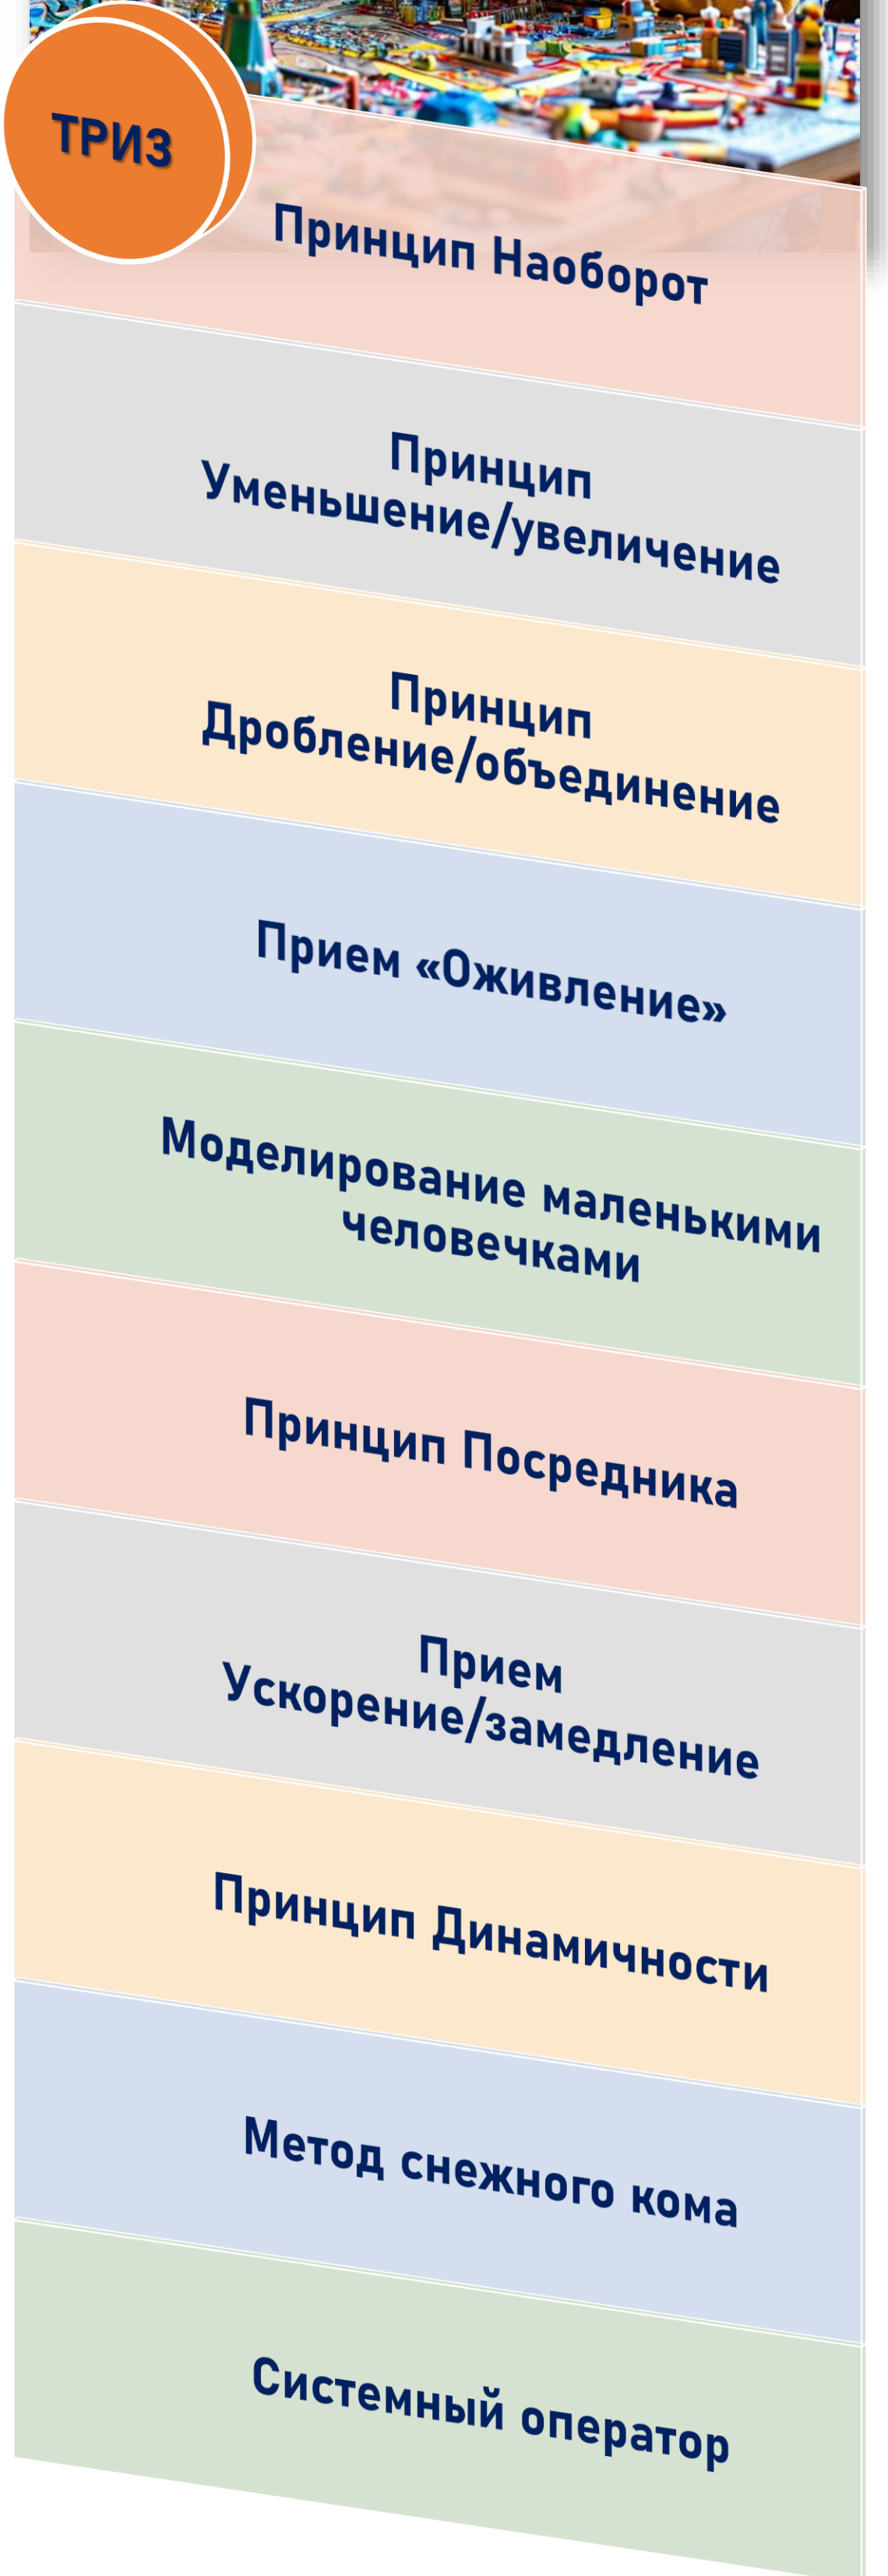 ТРИЗ
Принцип Наоборот
Принцип
Уменьшение/увеличение
Принцип
Дробление/объединение
Прием «Оживление»
Моделирование маленькими
человечками
Принцип Посредника
Прием
Ускорение/замедление
Принцип Динамичности
Метод снежного кома
Системный оператор